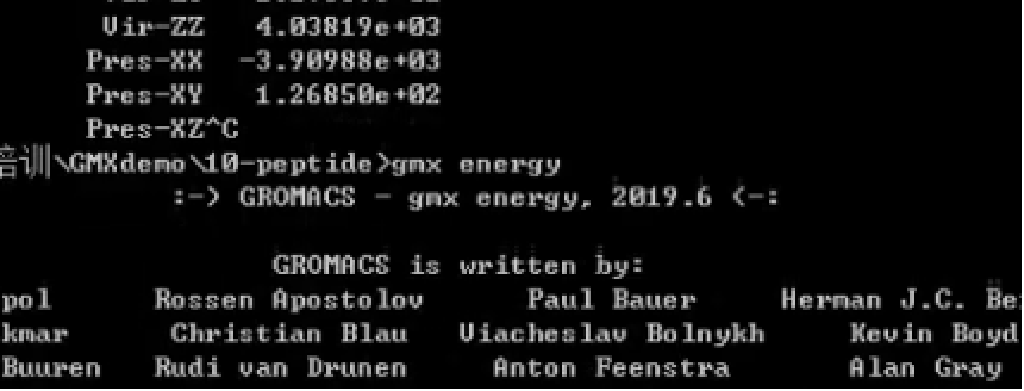 Vir-ZZ 4.03819e+03
Pres-XX -3.90988e+03
Pres-XY 1.26850e+02
Pres-XZ^C
培训\GMXdemo\10-peptide>gmx energy
:-) GROMACS - gmx energy, 2019.6 (-:
GROMACS is written by:
pol Rossen Apostolov Paul Bauer Herman J.C. Be
kmar Christian Blau Viacheslav Bolnykh Kevin Boyd
Buuren Rudi van Drunen Anton Feenstra Alan Gray